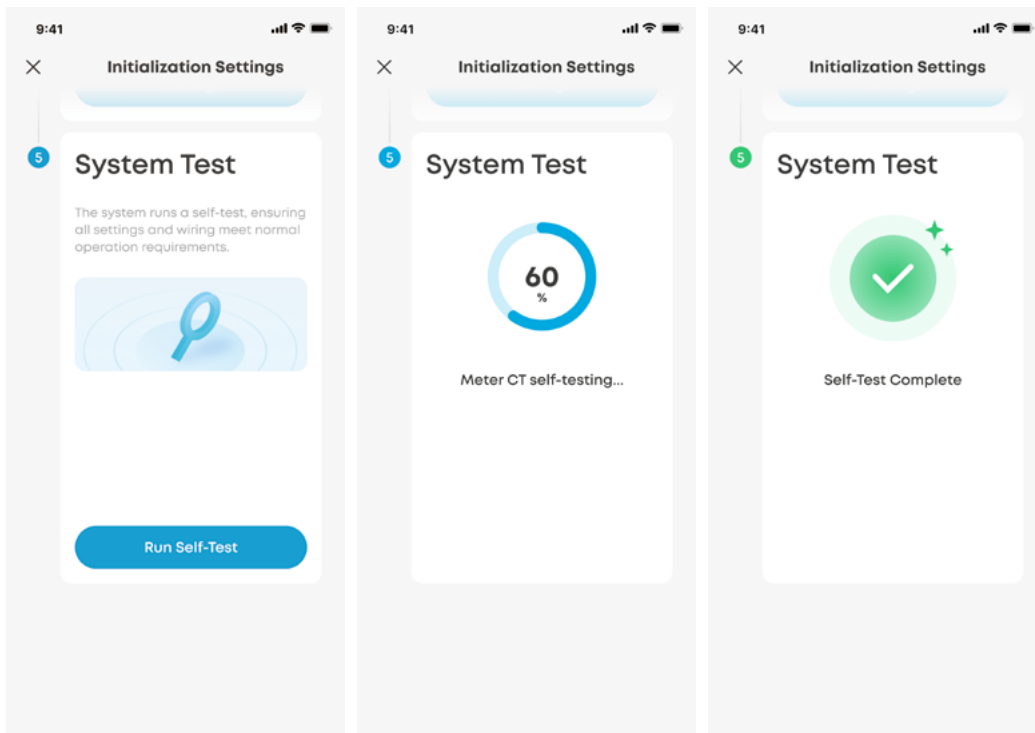 9:41
Initialization Settings
5
System Test
The system runs a self-test, ensuring
all settings and wiring meet normal
operation requirements.
Run Self-Test
9:41
Initialization Settings
5
System Test
60
%
Meter CT self-testing...
9:41
Initialization Settings
5
System Test
Self-Test Complete